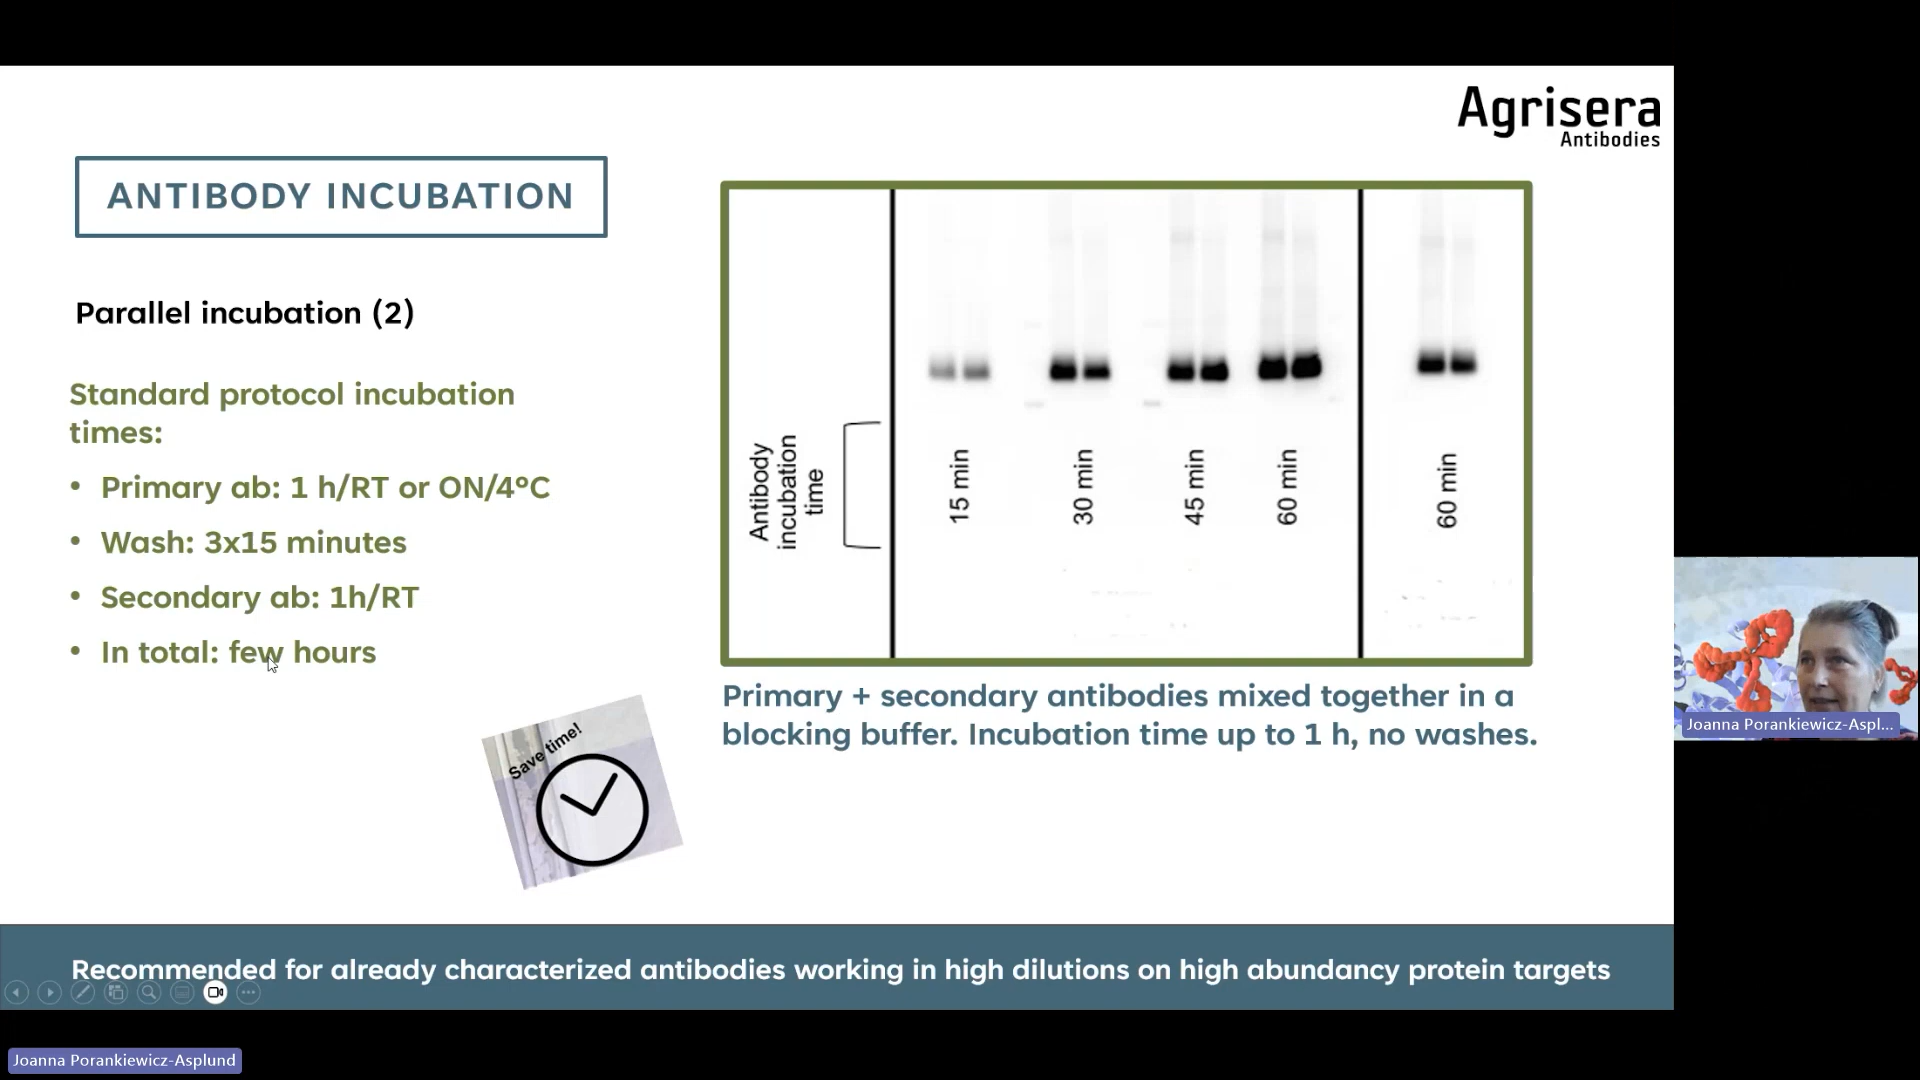 Agrisera
Antibodies
ANTIBODY INCUBATION
Parallel incubation (2)
Standard protocol incubation
times:
• Primary ab: 1 h/RT or ON/4°C
• Wash: 3x15 minutes
• Secondary ab: 1h/RT
• In total: few hours
Save time!
Antibody
incubation
time
15 min
30 min
45 min
60 min
60 min
Primary + secondary antibodies mixed together in a
blocking buffer. Incubation time up to 1 h, no washes.
Recommended for already characterized antibodies working in high dilutions on high abundancy protein targets
Joanna Porankiewicz-Aspl...
Joanna Porankiewicz-Asplund